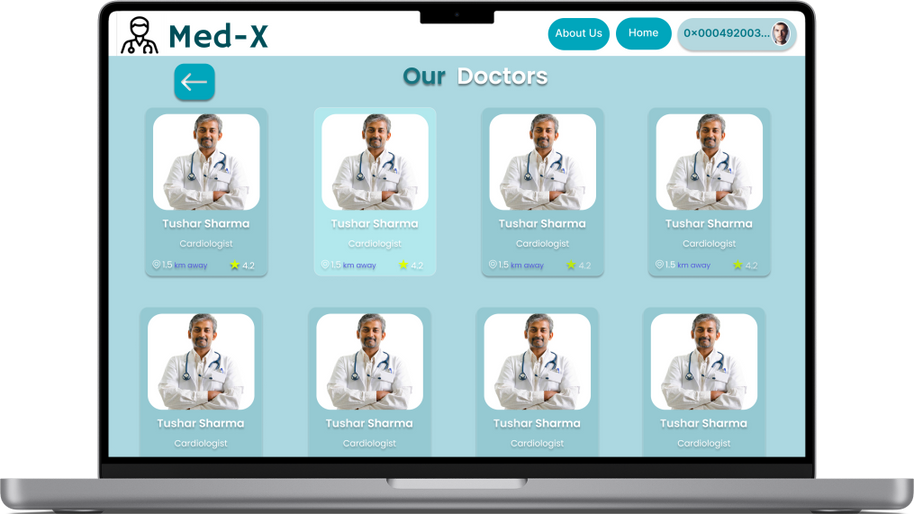 Med-X
About Us
Home
0×000492003...
Our Doctors
Tushar Sharma
Cardiologist
1.5 km away
4.2
Tushar Sharma
Cardiologist
1.5 km away
4.2
Tushar Sharma
Cardiologist
1.5 km away
4.2
Tushar Sharma
Cardiologist
1.5 km away
4.2
Tushar Sharma
Cardiologist
Tushar Sharma
Cardiologist
Tushar Sharma
Cardiologist
Tushar Sharma
Cardiologist